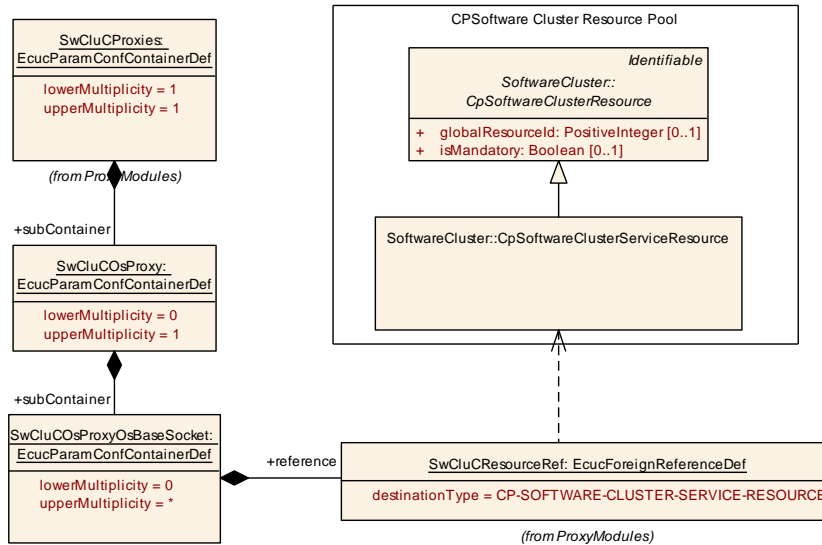 SwCluCProxies:
EcucParamConfContainerDef
lowerMultiplicity = 1
upperMultiplicity = 1
(from ProxyModules)
+subContainer
SwCluCOsProxy:
EcucParamConfContainerDef
lowerMultiplicity = 0
upperMultiplicity = 1
+subContainer
SwCluCOsProxyOsBaseSocket:
EcucParamConfContainerDef
lowerMultiplicity = 0
upperMultiplicity = *
+reference
CPSoftware Cluster Resource Pool
Identifiable
SoftwareCluster::
CpSoftwareClusterResource
+ globalResourceId: PositiveInteger [0..1]
+ isMandatory: Boolean [0..1]
SoftwareCluster::CpSoftwareClusterServiceResource
SwCluCResourceRef: EcucForeignReferenceDef
destinationType = CP-SOFTWARE-CLUSTER-SERVICE-RESOURCE
(from ProxyModules)